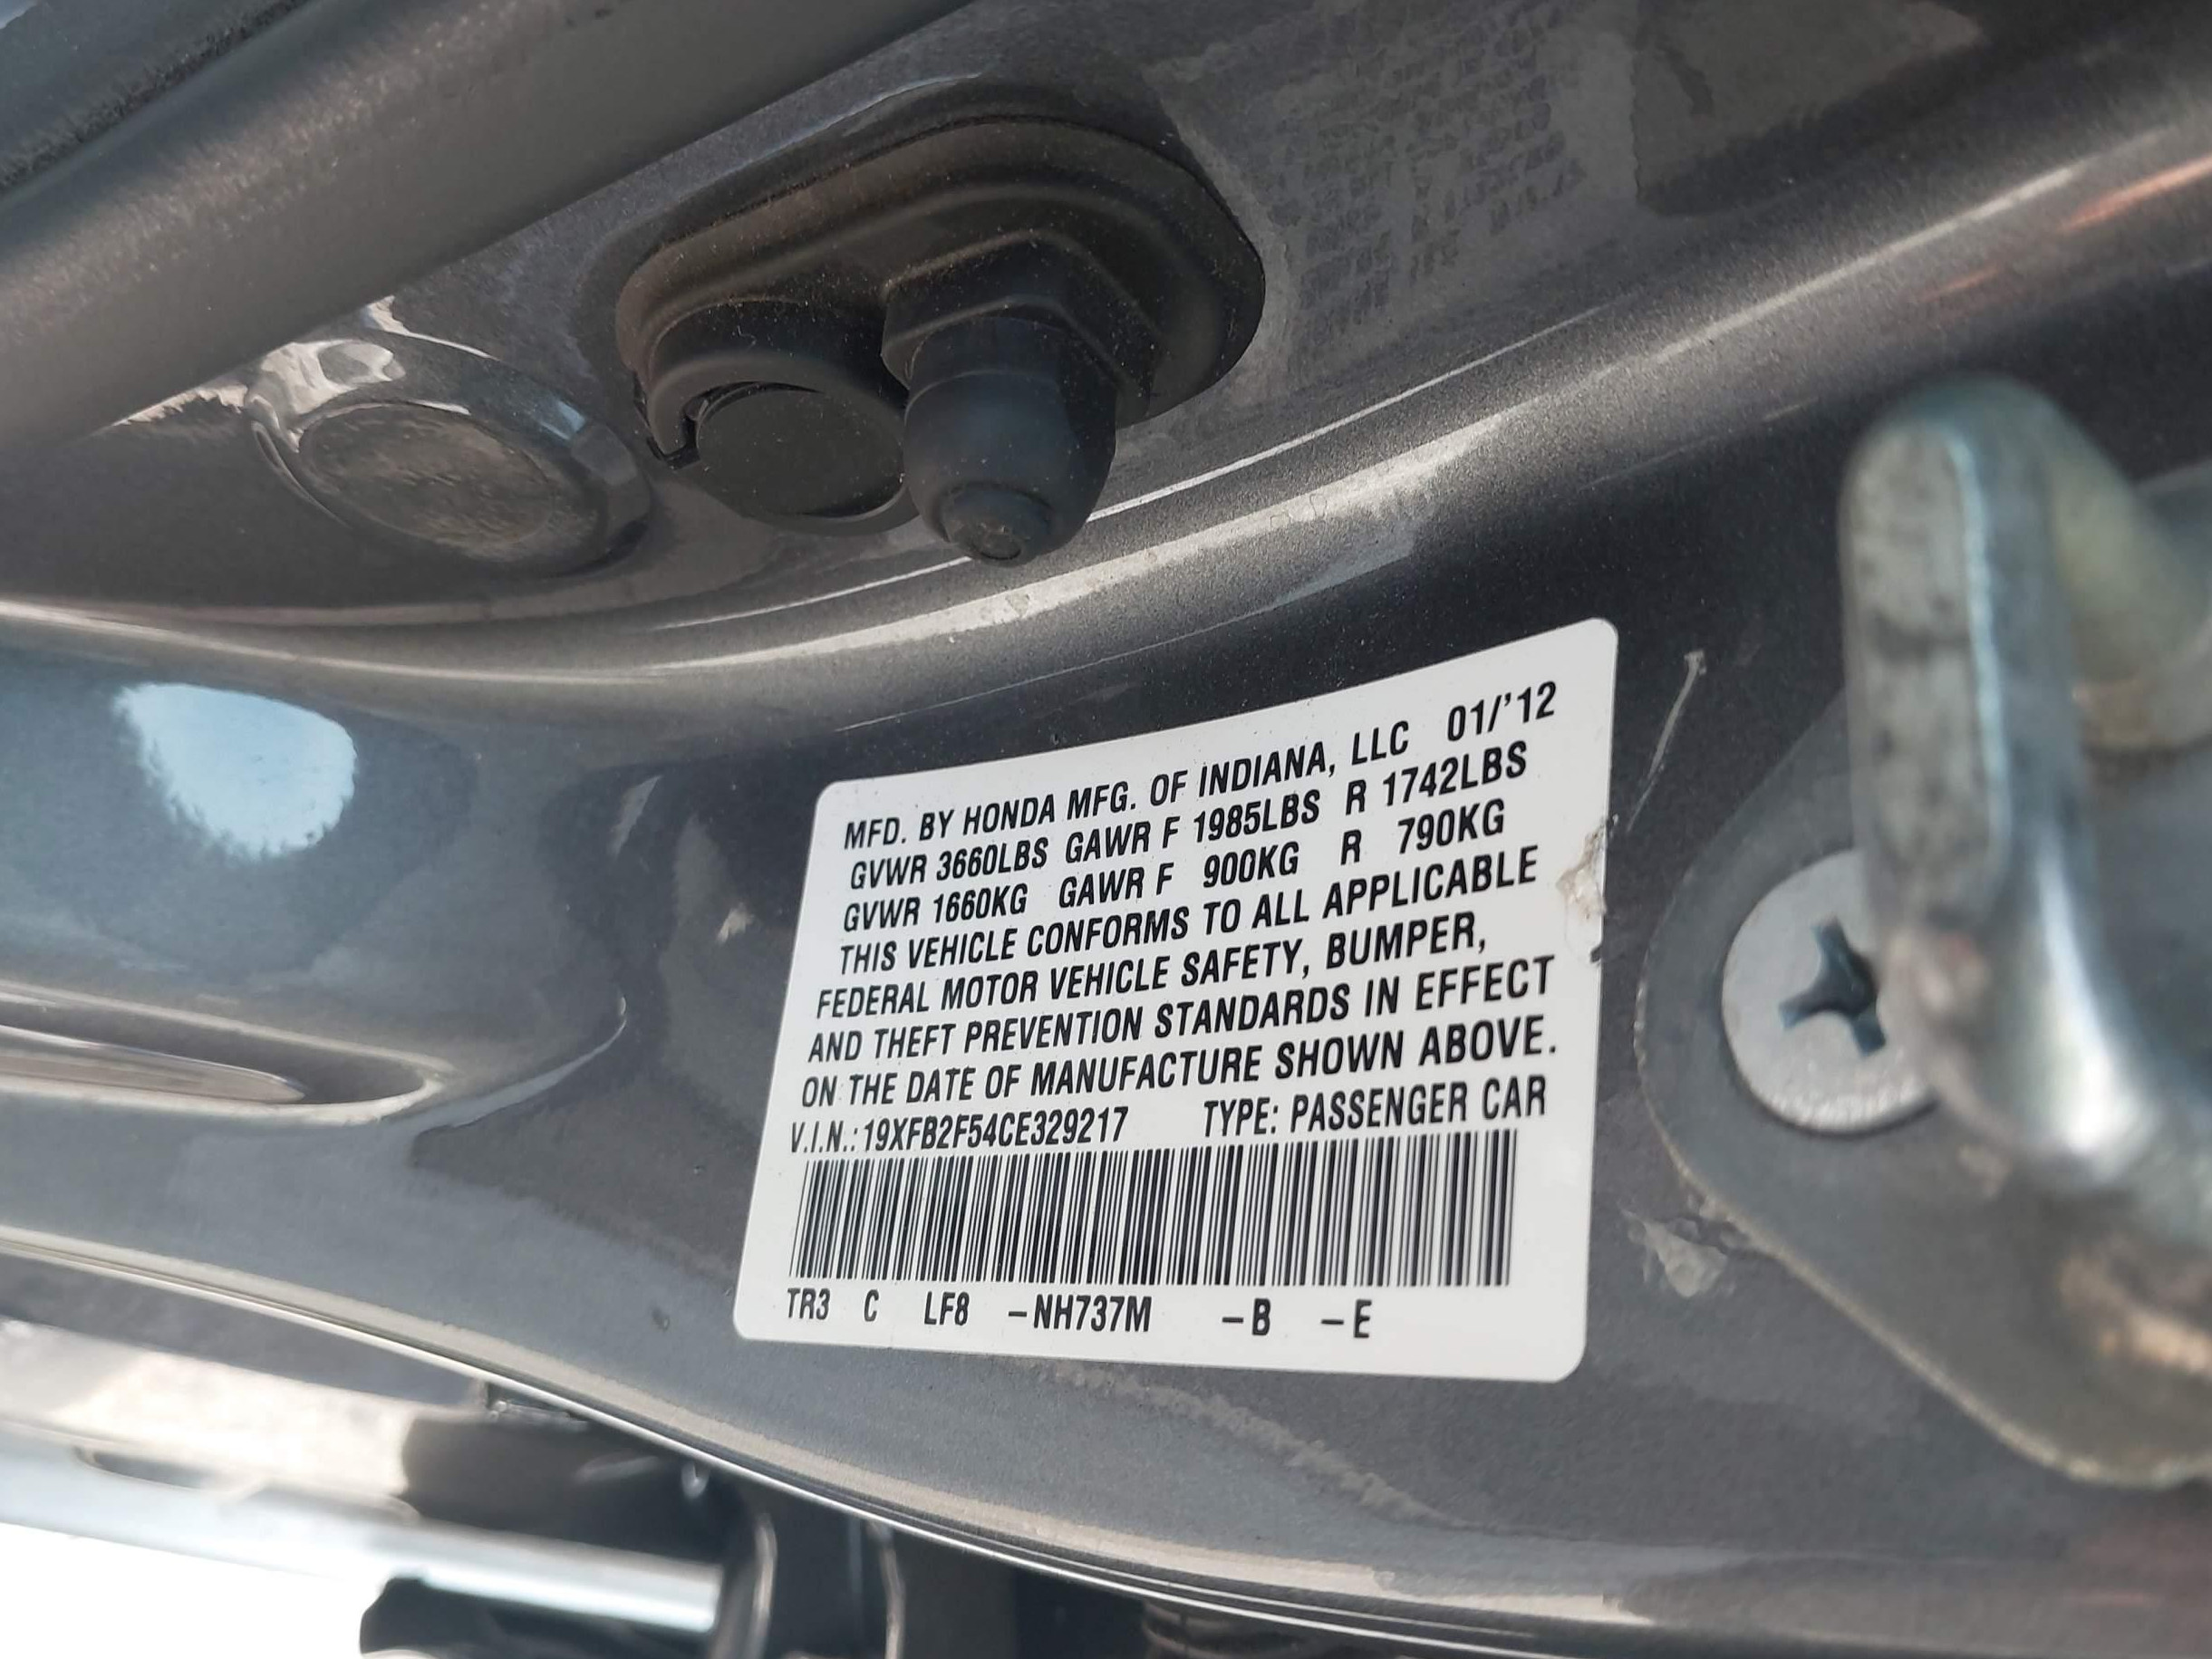 MFD. BY HONDA MFG. OF INDIANA, LLC 01/'12
GVWR 3660LBS GAWR F 1985LBS R 1742LBS
GVWR 1660KG GAWR F 900KG R 790KG
THIS VEHICLE CONFORMS TO ALL APPLICABLE
FEDERAL MOTOR VEHICLE SAFETY, BUMPER,
AND THEFT PREVENTION STANDARDS IN EFFECT
ON THE DATE OF MANUFACTURE SHOWN ABOVE.
V.I.N.: 19XFB2F54CE329217 TYPE: PASSENGER CAR
TR3 C LF8 –NH737M –B –E